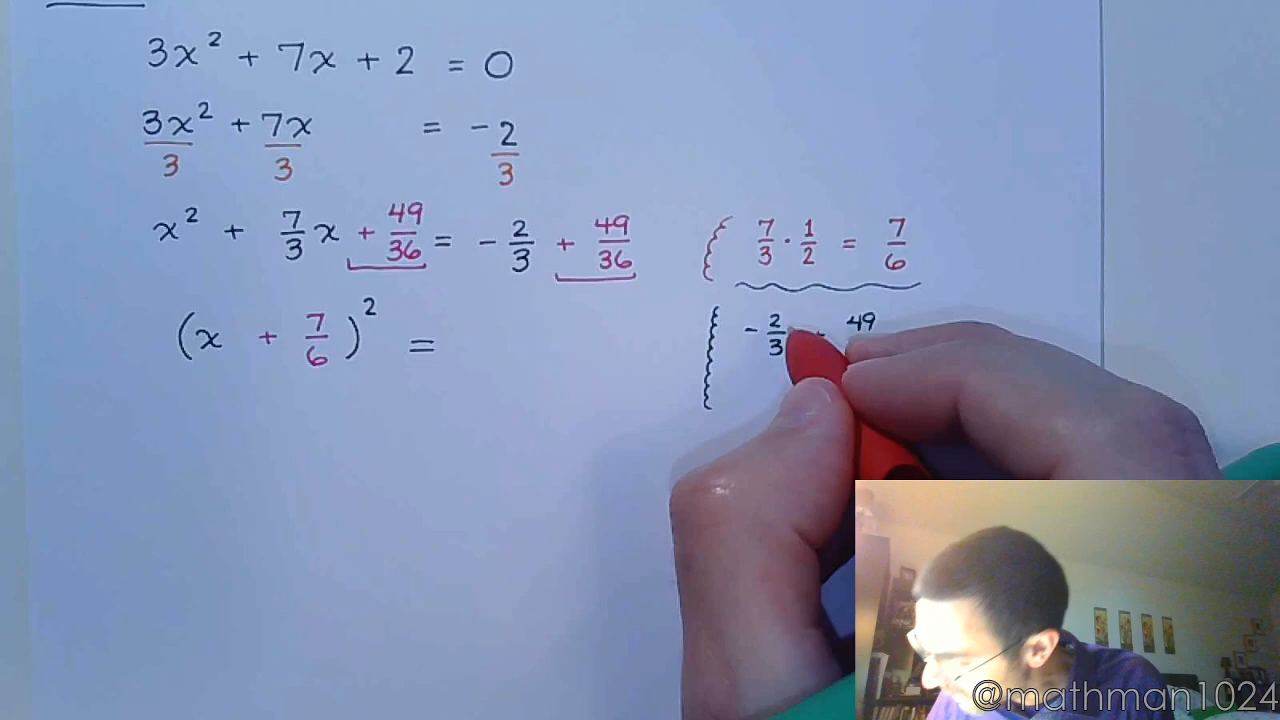 3x² + 7x + 2 = 0
3x²/3 + 7x/3 = -2/3
x² + 7/3 x + 49/36 = - 2/3 + 49/36
7/3 · 1/2 = 7/6
(x + 7/6)² =
- 2/3 + 49
@mathman1024